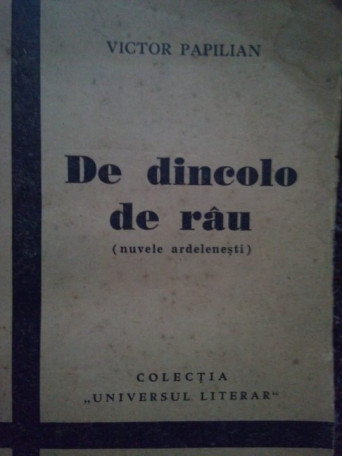 VICTOR PAPILIAN
De dincolo
de râu
(nuvele ardelenești)
COLECȚIA
„UNIVERSUL LITERAR“